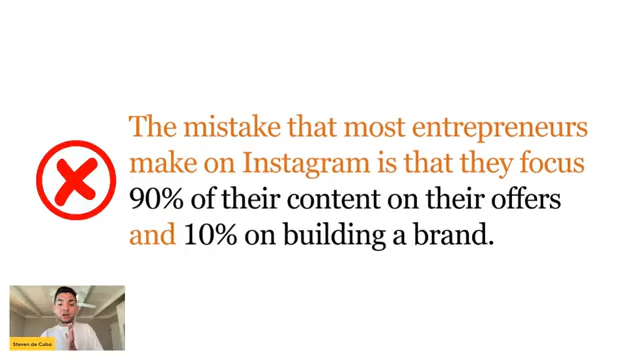 The mistake that most entrepreneurs
make on Instagram is that they focus
90% of their content on their offers
and 10% on building a brand.
Steven de Cuba